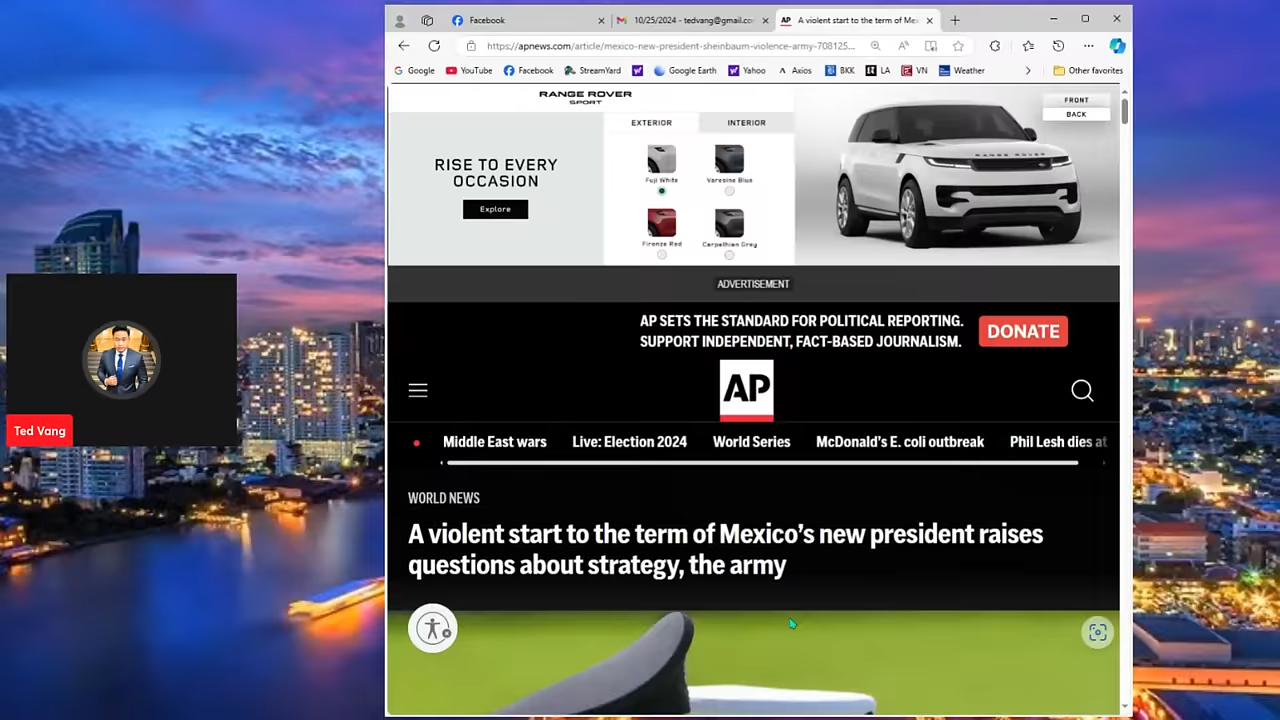 Facebook
10/25/2024 - tedvang@gmail.co
A violent start to the term of Me
https://apnews.com/article/mexico-new-president-sheinbaum-violence-army-708125...
Google
YouTube
Facebook
StreamYard
Google Earth
Yahoo
Axios
BKK
LA
VN
Weather
Other favorites
RANGE ROVER
SPORT
RISE TO EVERY
OCCASION
Explore
EXTERIOR
INTERIOR
Fuji White
Varesine Blue
Firenze Red
Carpathian Grey
FRONT
BACK
RANGE ROVER
ADVERTISEMENT
AP SETS THE STANDARD FOR POLITICAL REPORTING.
SUPPORT INDEPENDENT, FACT-BASED JOURNALISM.
DONATE
AP
Middle East wars
Live: Election 2024
World Series
McDonald's E. coli outbreak
Phil Lesh dies at
WORLD NEWS
A violent start to the term of Mexico's new president raises
questions about strategy, the army
Ted Vang